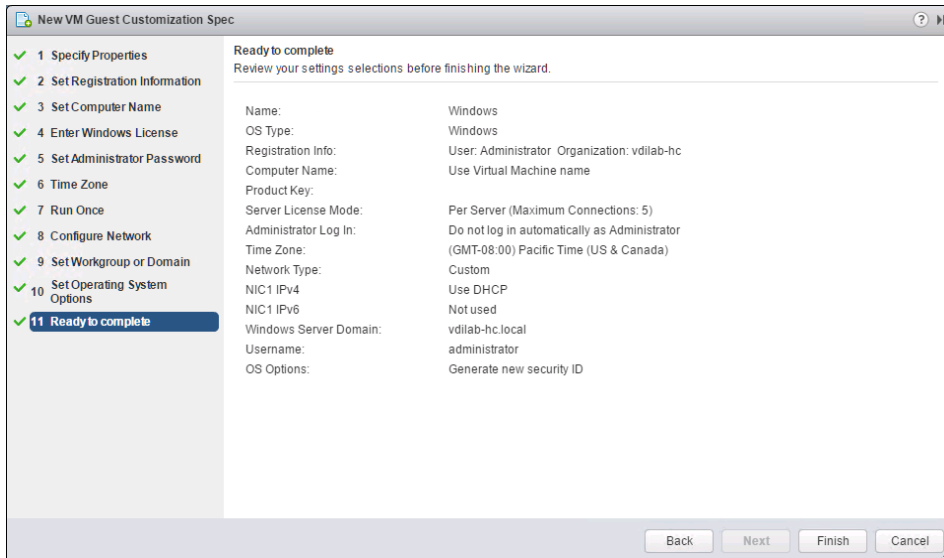 New VM Guest Customization Spec
?
1 Specify Properties
2 Set Registration Information
3 Set Computer Name
4 Enter Windows License
5 Set Administrator Password
6 Time Zone
7 Run Once
8 Configure Network
9 Set Workgroup or Domain
10 Set Operating System
Options
11 Ready to complete
Ready to complete
Review your settings selections before finishing the wizard.
Name: Windows
OS Type: Windows
Registration Info: User: Administrator Organization: vdilab-hc
Computer Name: Use Virtual Machine name
Product Key:
Server License Mode: Per Server (Maximum Connections: 5)
Administrator Log In: Do not log in automatically as Administrator
Time Zone: (GMT-08:00) Pacific Time (US & Canada)
Network Type: Custom
NIC1 IPv4 Use DHCP
NIC1 IPv6 Not used
Windows Server Domain: vdilab-hc.local
Username: administrator
OS Options: Generate new security ID
Back Next Finish Cancel